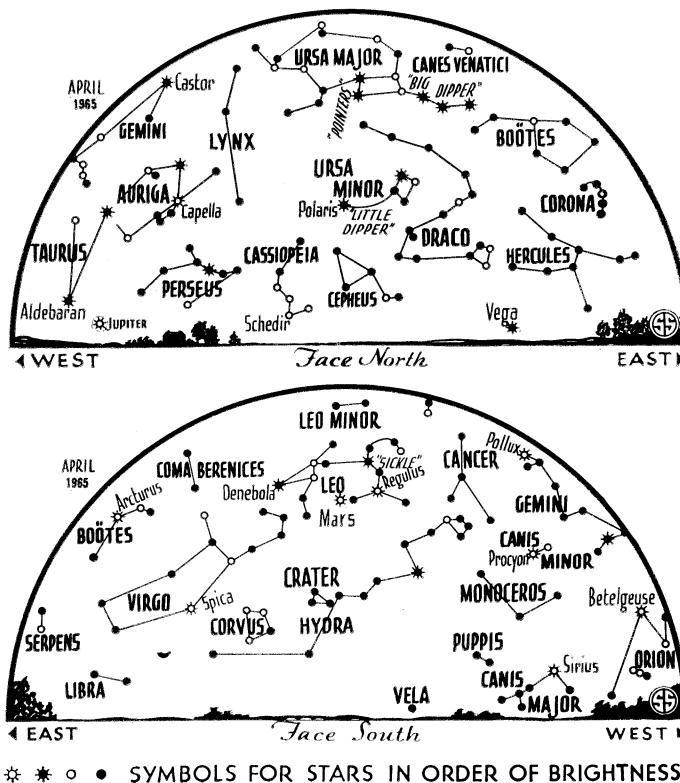 APRIL
1965
URSA MAJOR
CANES VENATICI
Castor
"POINTERS"
"BIG DIPPER"
GEMINI
LYNX
BOÖTES
URSA
MINOR
AURIGA
Capella
Polaris
"LITTLE
DIPPER"
CORONA
TAURUS
CASSIOPEIA
DRACO
HERCULES
PERSEUS
CEPHEUS
Aldebaran
JUPITER
Schedir
Vega
WEST
Face North
EAST
APRIL
1965
LEO MINOR
COMA BERENICES
"SICKLE"
CANCER
Pollux
Denebola
LEO
Regulus
Arcturus
Mars
GEMINI
BOÖTES
CANIS
MINOR
Procyon
VIRGO
Spica
CRATER
MONOCEROS
Betelgeuse
CORVUS
HYDRA
SERPENS
PUPPIS
ORION
Sirius
LIBRA
CANIS
MAJOR
VELA
EAST
Face South
WEST
SYMBOLS FOR STARS IN ORDER OF BRIGHTNESS